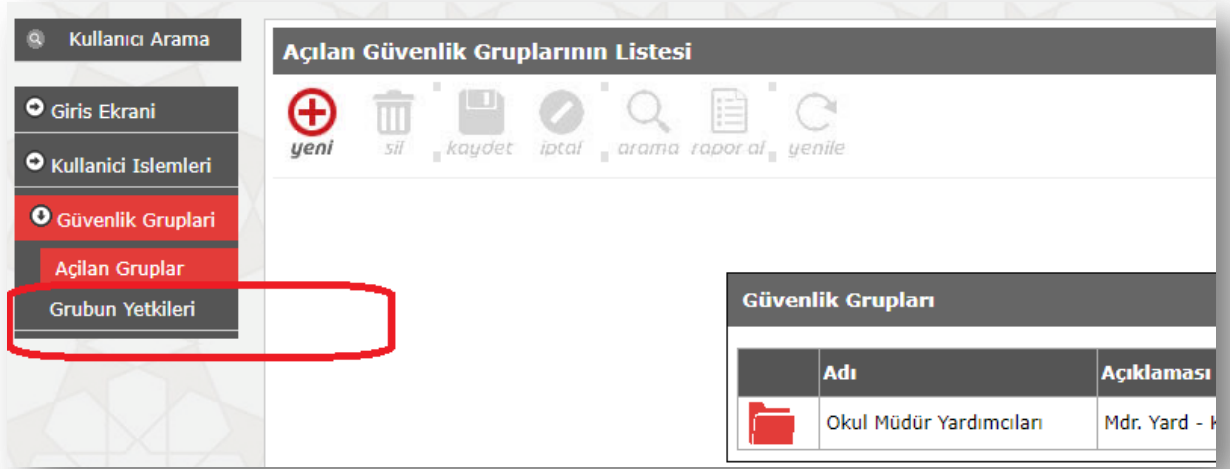 Kullanıcı Arama
Giris Ekrani
Kullanici Islemleri
Güvenlik Gruplari
Açilan Gruplar
Grubun Yetkileri
Açılan Güvenlik Gruplarının Listesi
yeni sil kaydet iptal arama rapor al yenile
Güvenlik Grupları
Adı Açıklaması
Okul Müdür Yardımcıları Mdr. Yard -